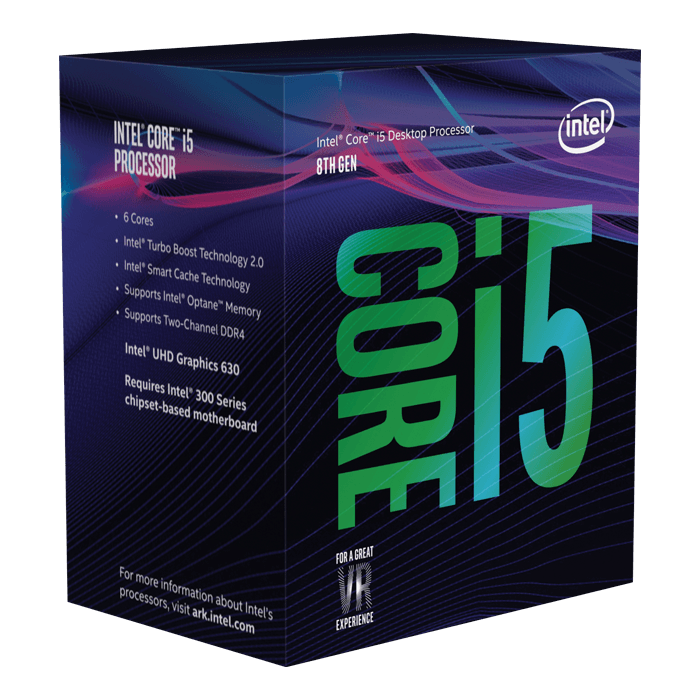 INTEL® CORE™ i5
PROCESSOR
• 6 Cores
• Intel® Turbo Boost Technology 2.0
• Intel® Smart Cache Technology
• Supports Intel® Optane™ Memory
• Supports Two-Channel DDR4
Intel® UHD Graphics 630
Requires Intel® 300 Series
chipset-based motherboard
For more information about Intel's
processors, visit ark.intel.com
Intel® Core™ i5 Desktop Processor
8TH GEN
intel®
CORE i5
FOR A GREAT
VR
EXPERIENCE